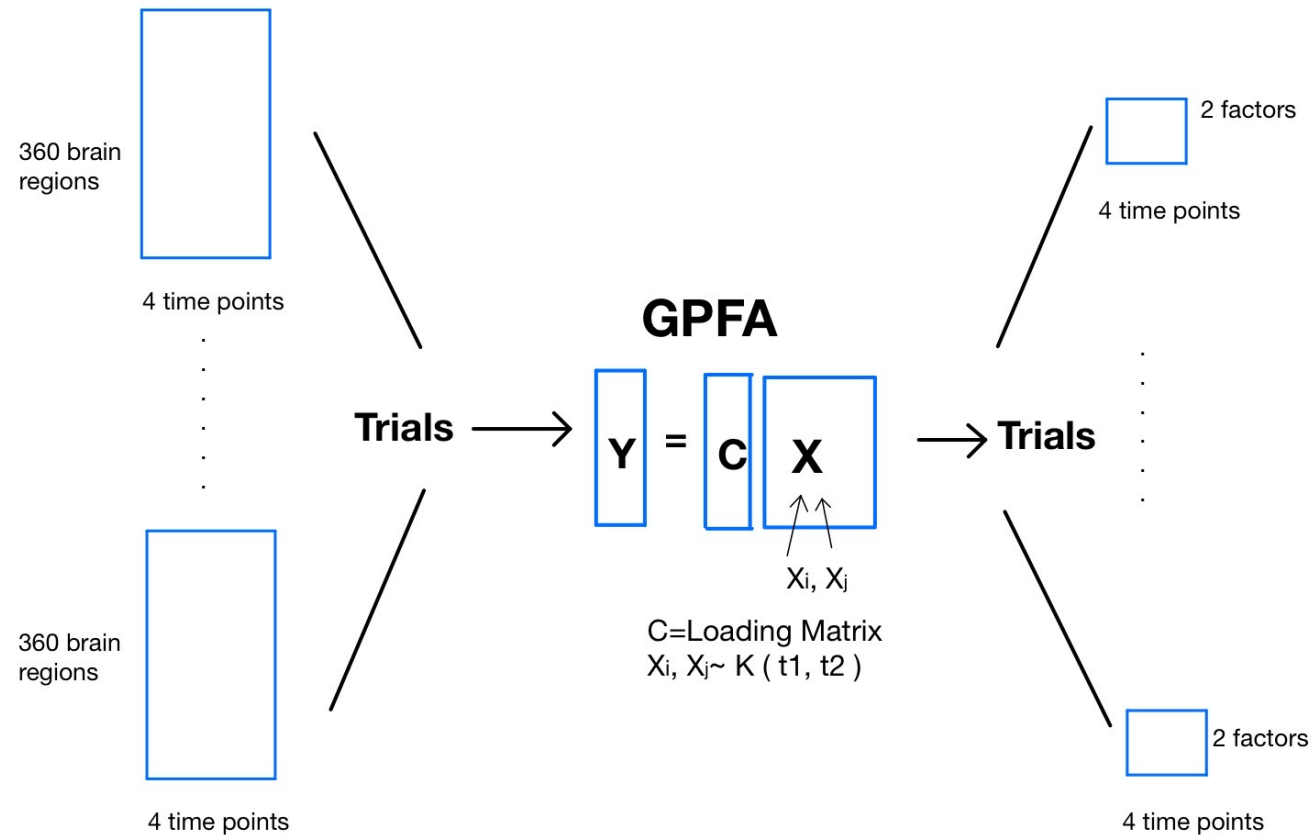 360 brain
regions
4 time points
360 brain
regions
4 time points
Trials
GPFA
Y = C X
Xi, Xj
C=Loading Matrix
Xi, Xj~ K ( t1, t2 )
Trials
2 factors
4 time points
2 factors
4 time points